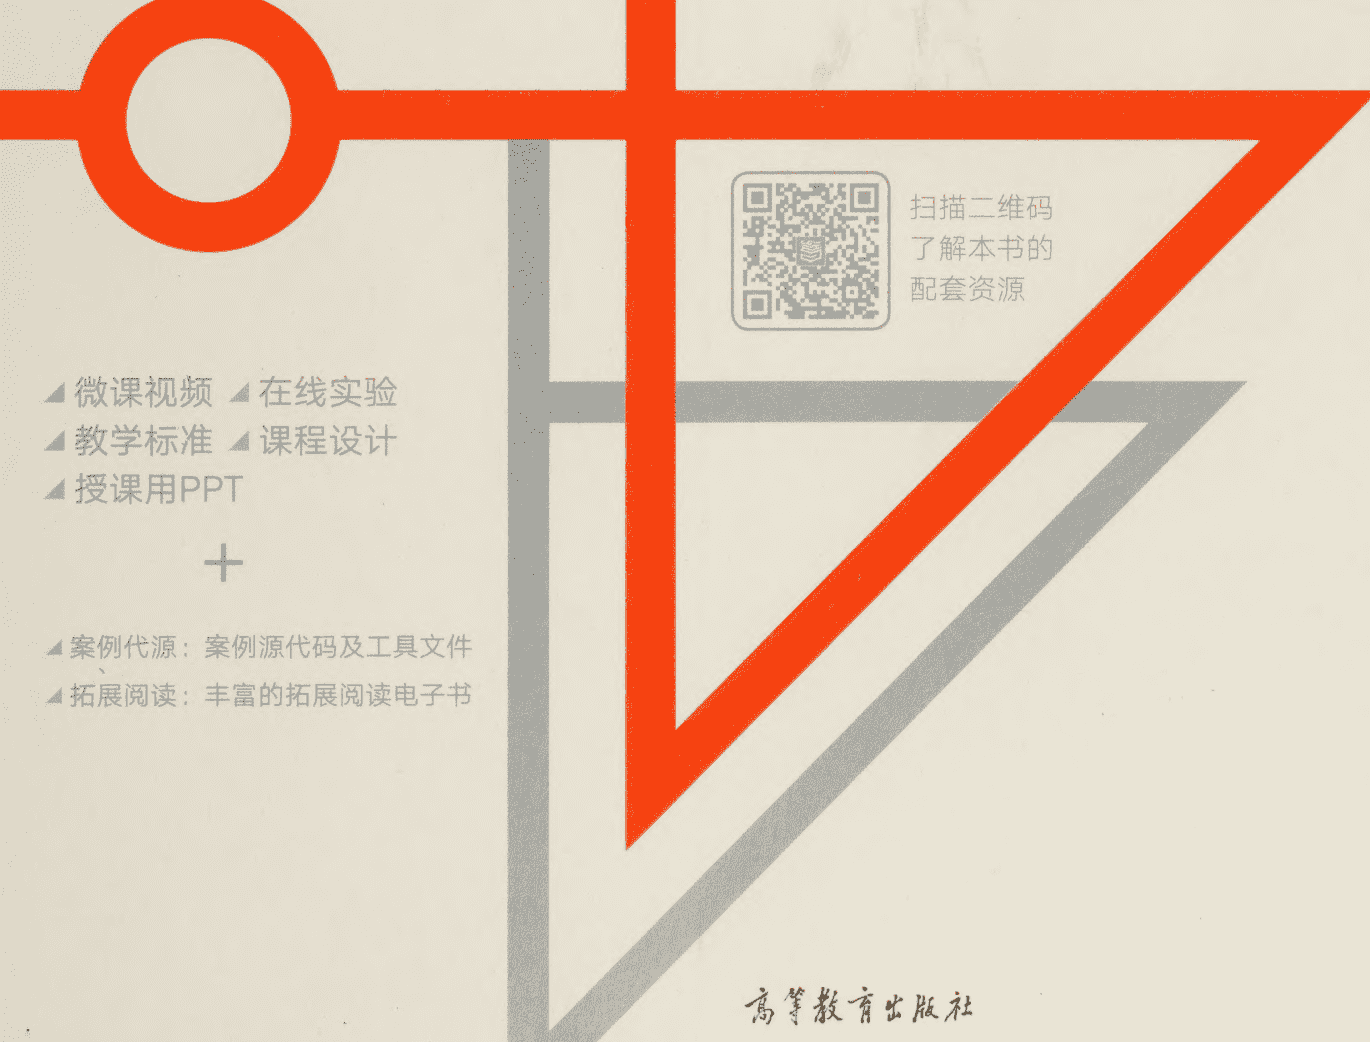 扫描二维码
了解本书的
配套资源
微课视频 在线实验
教学标准 课程设计
授课用PPT
+
案例代源：案例源代码及工具文件
拓展阅读：丰富的拓展阅读电子书
高等教育出版社